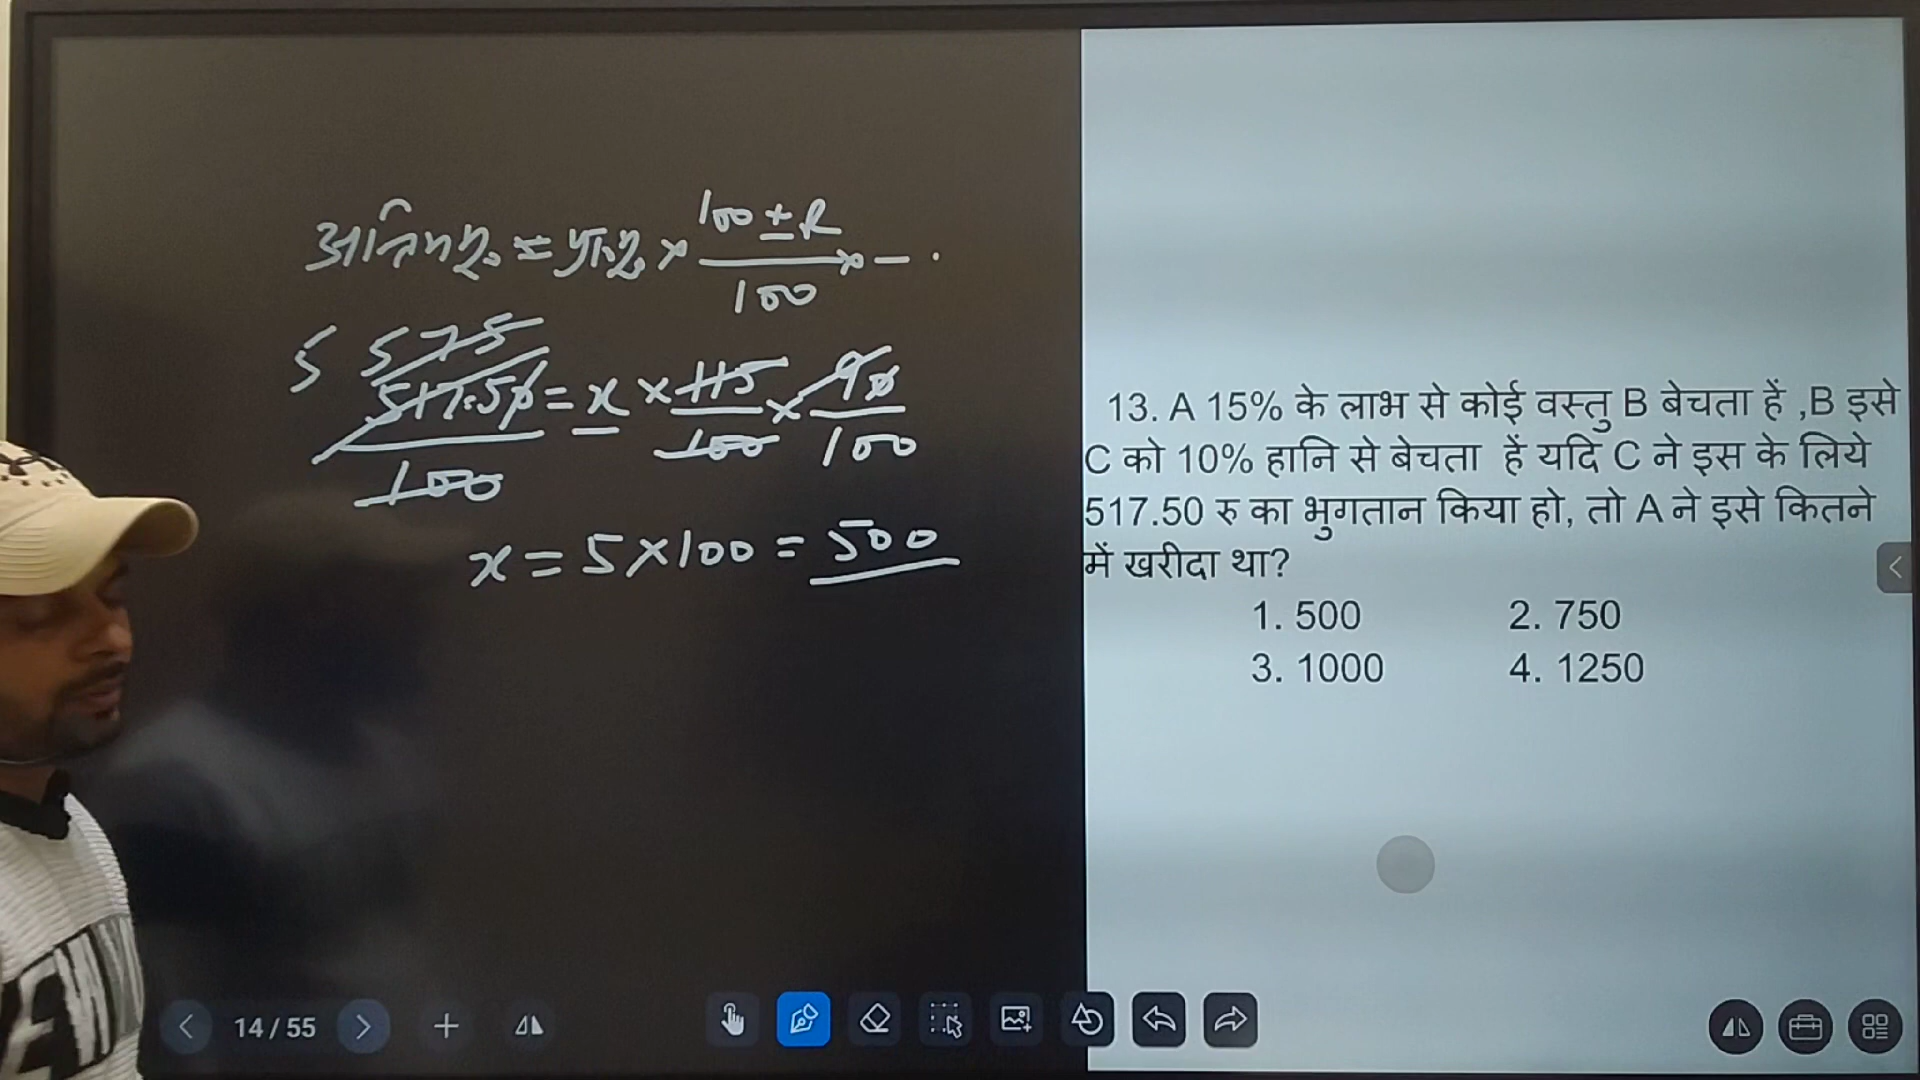 अन्तिम मू० = प्रा.मू. × 100 ± R / 100 × - .
5 575
517.50 = x × 115 / 100 × 90 / 100
100
x = 5 × 100 = 500
13. A 15% के लाभ से कोई वस्तु B बेचता हैं ,B इसे
C को 10% हानि से बेचता हैं यदि C ने इस के लिये
517.50 रु का भुगतान किया हो, तो A ने इसे कितने
में खरीदा था?
1. 500 2. 750
3. 1000 4. 1250
14 / 55